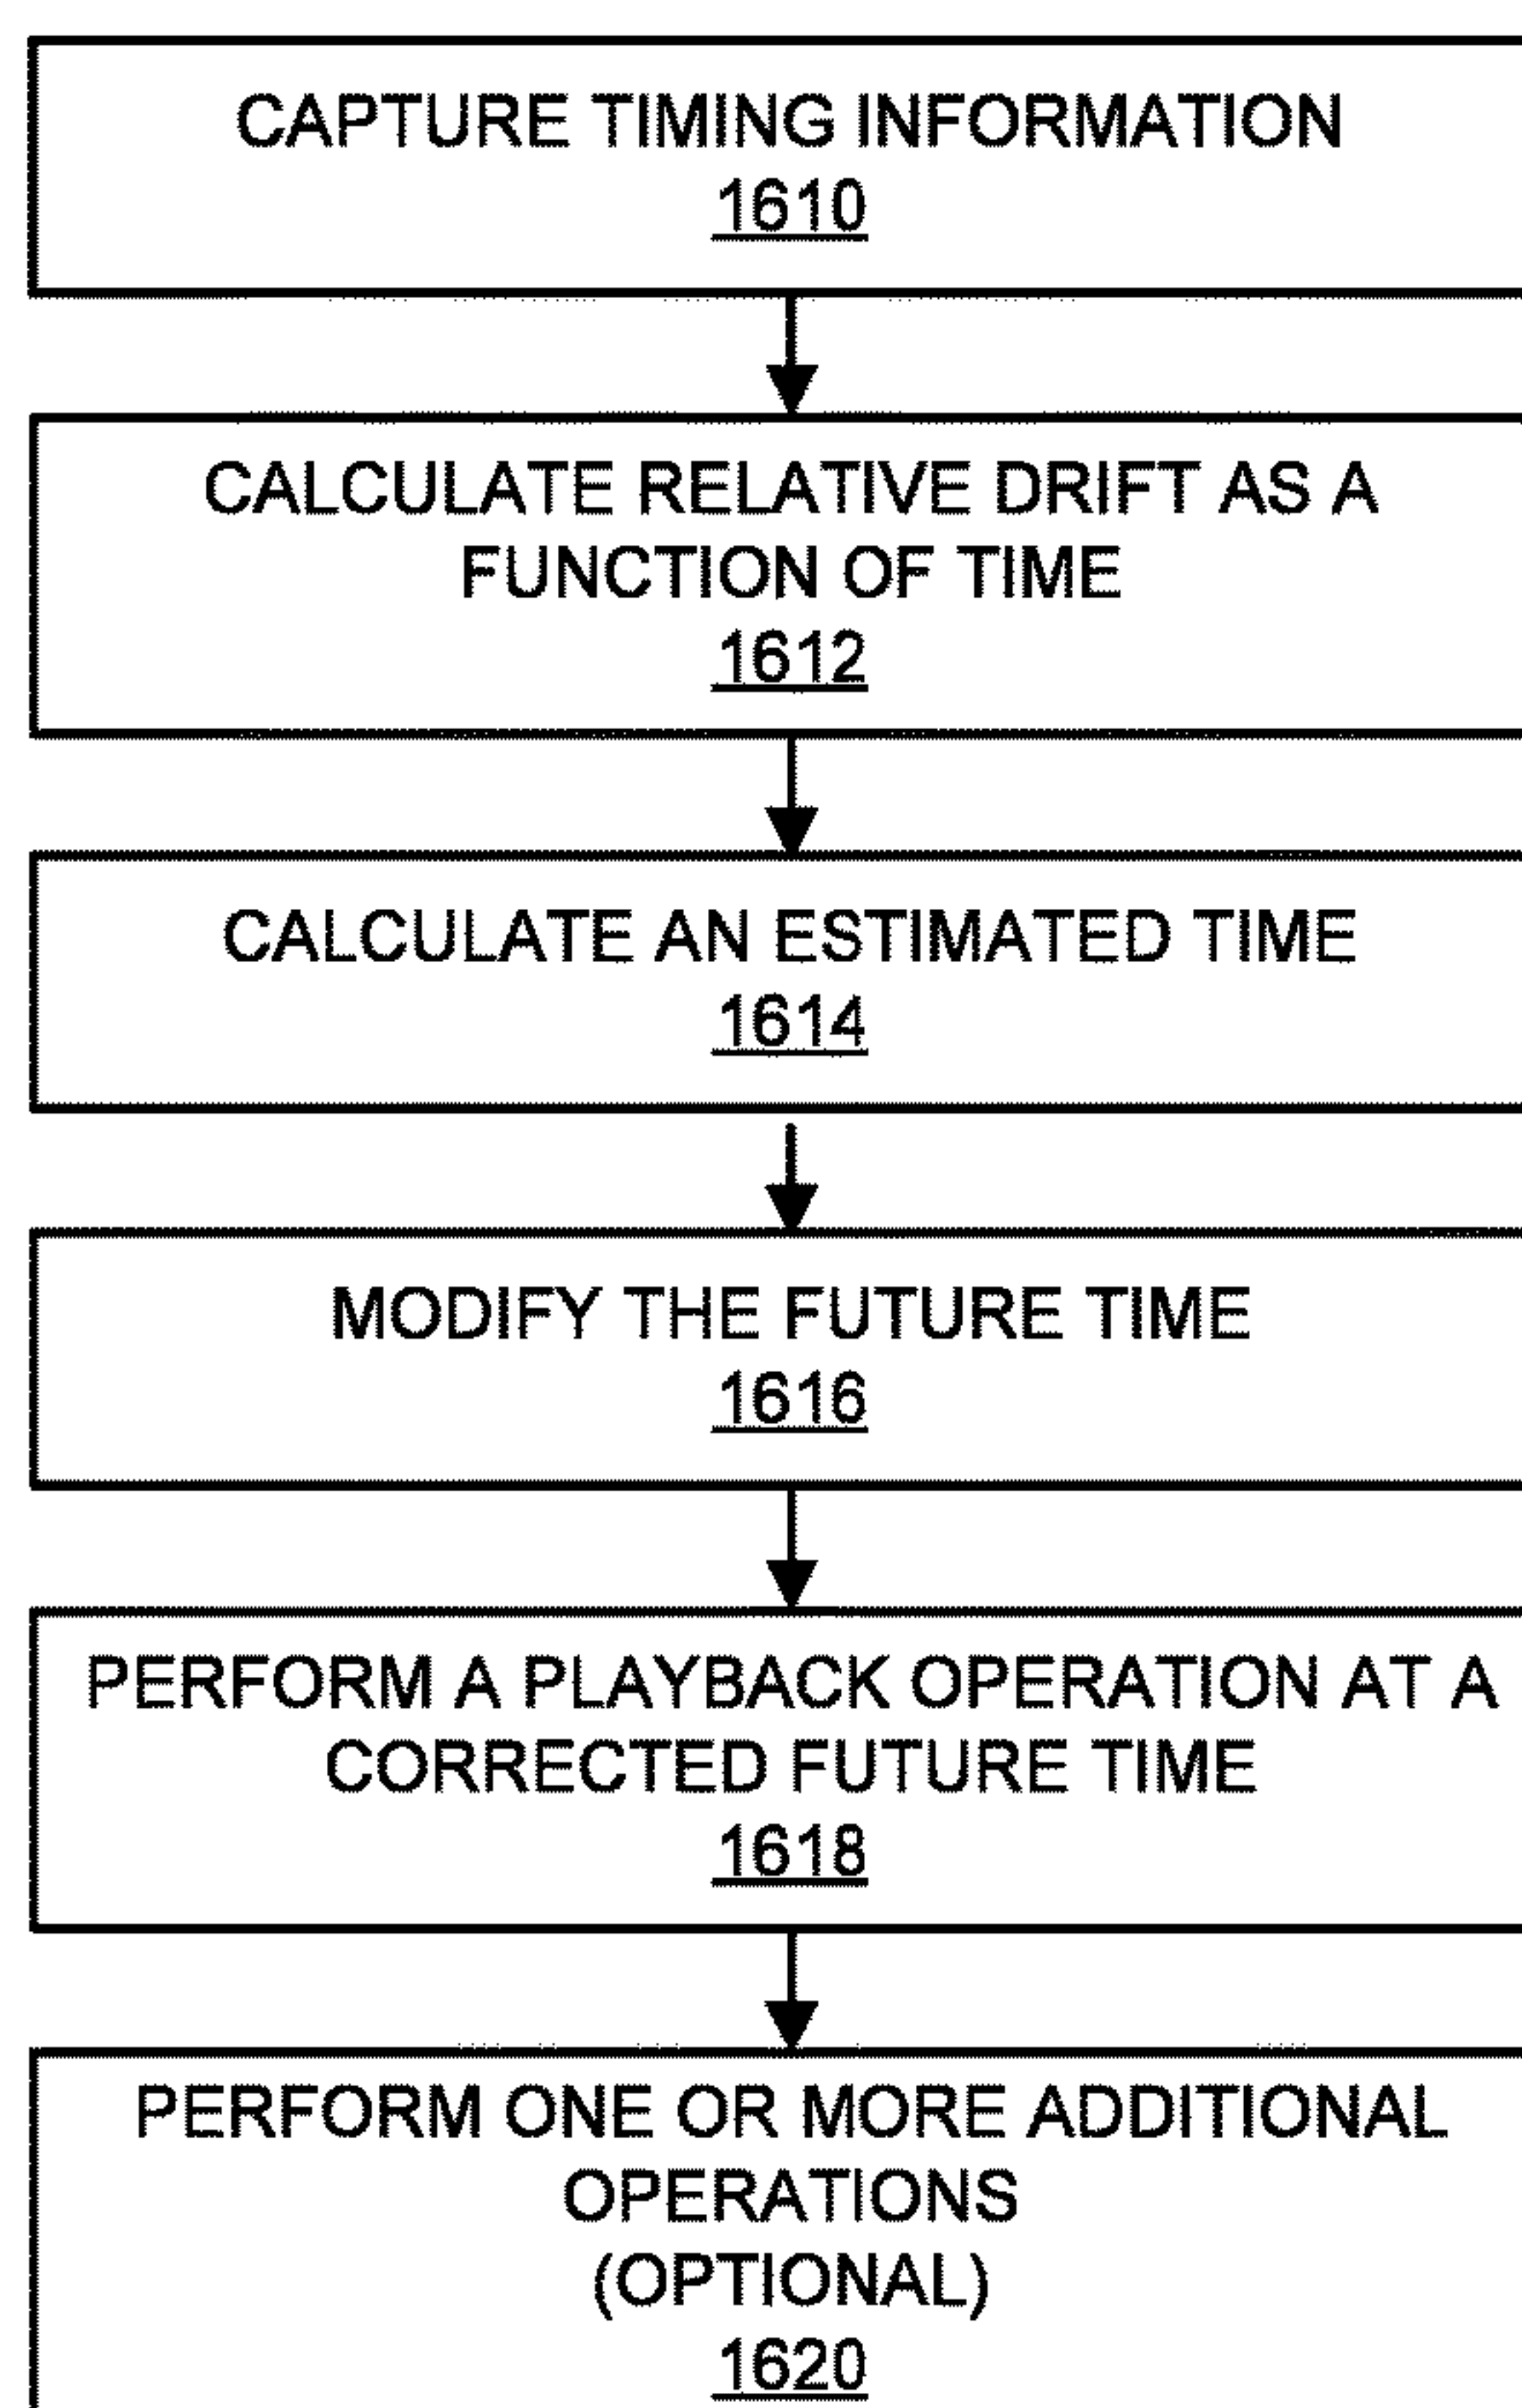 CAPTURE TIMING INFORMATION
1610
CALCULATE RELATIVE DRIFT AS A
FUNCTION OF TIME
1612
CALCULATE AN ESTIMATED TIME
1614
MODIFY THE FUTURE TIME
1616
PERFORM A PLAYBACK OPERATION AT A
CORRECTED FUTURE TIME
1618
PERFORM ONE OR MORE ADDITIONAL
OPERATIONS
(OPTIONAL)
1620